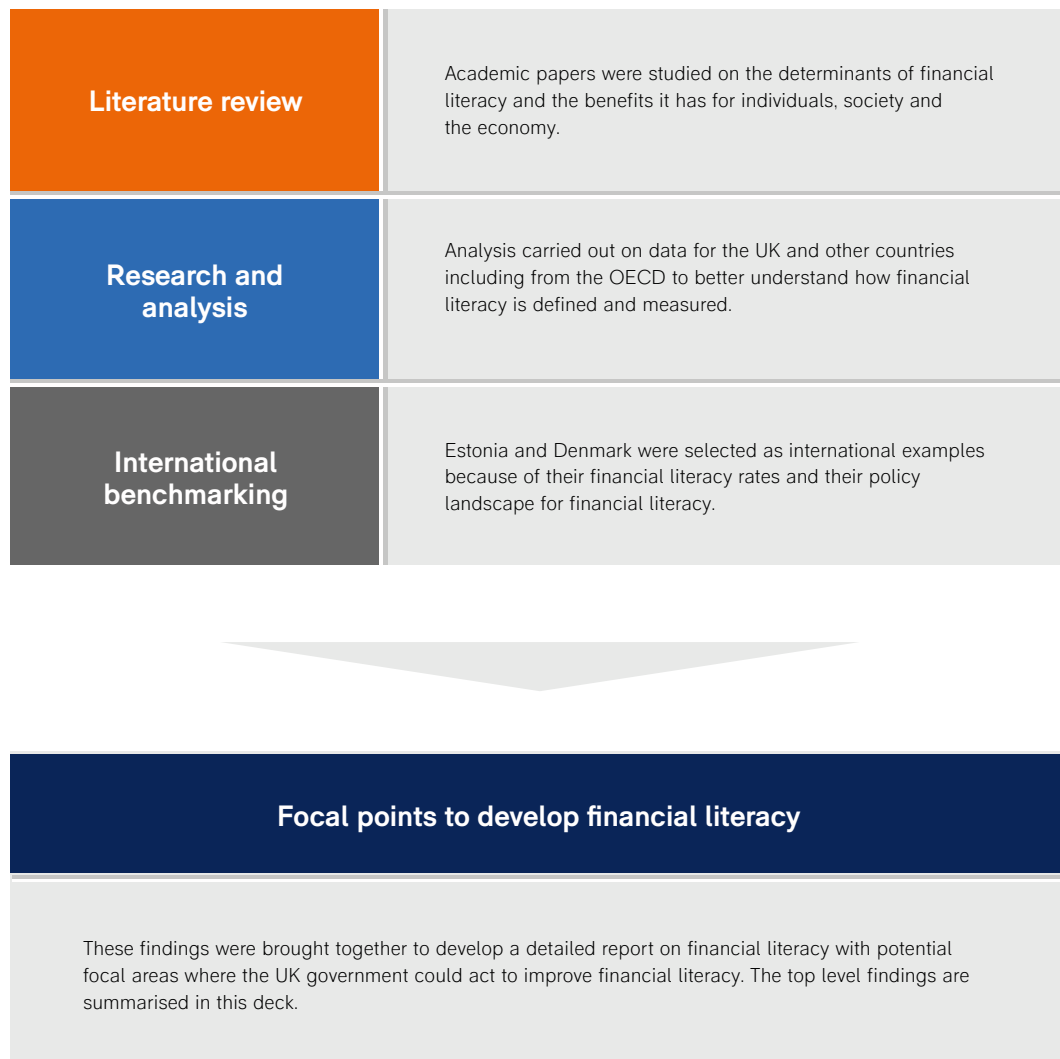 Literature review
Academic papers were studied on the determinants of financial
literacy and the benefits it has for individuals, society and
the economy.
Research and
analysis
Analysis carried out on data for the UK and other countries
including from the OECD to better understand how financial
literacy is defined and measured.
International
benchmarking
Estonia and Denmark were selected as international examples
because of their financial literacy rates and their policy
landscape for financial literacy.
Focal points to develop financial literacy
These findings were brought together to develop a detailed report on financial literacy with potential
focal areas where the UK government could act to improve financial literacy. The top level findings are
summarised in this deck.